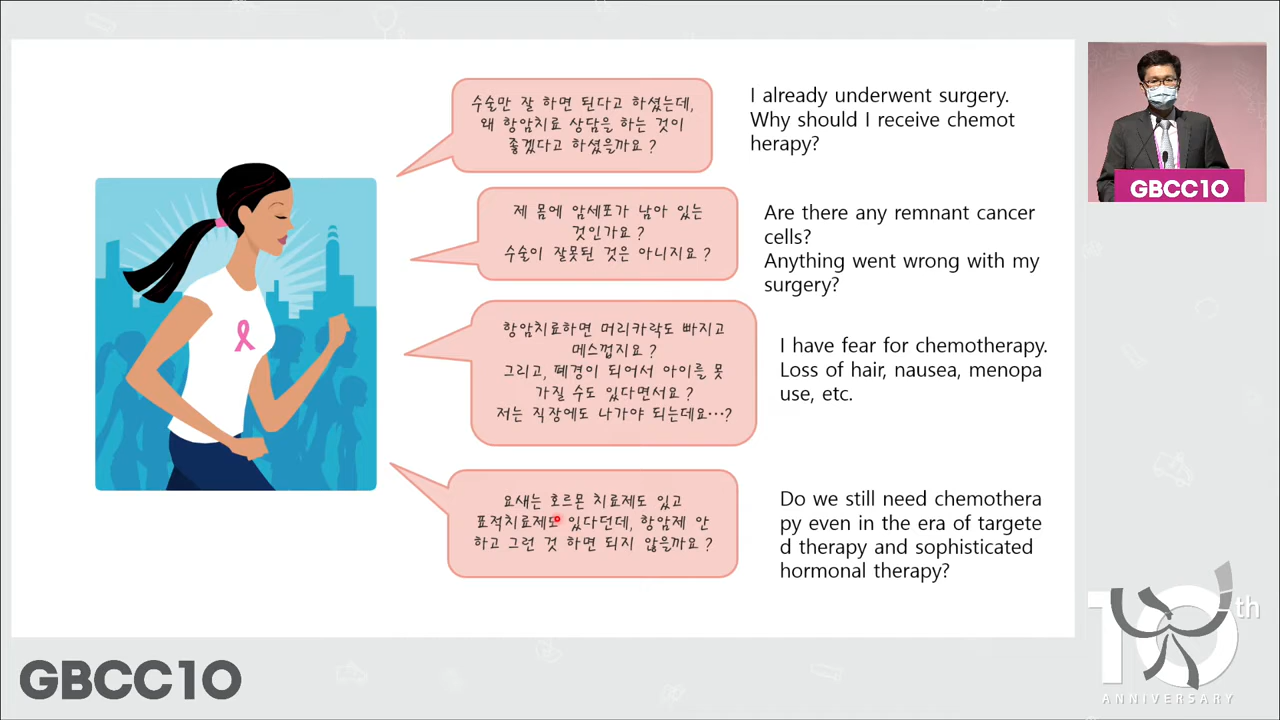 수술만 잘 하면 된다고 하셨는데,
왜 항암치료 상담을 하는 것이
좋겠다고 하셨을까요 ?
I already underwent surgery.
Why should I receive chemot
herapy?
제 몸에 암세포가 남아 있는
것인가요 ?
수술이 잘못된 것은 아니지요 ?
Are there any remnant cancer
cells?
Anything went wrong with my
surgery?
항암치료하면 머리카락도 빠지고
메스껍지요 ?
그리고, 폐경이 되어서 아이를 못
가질 수도 있다면서요 ?
저는 직장에도 나가야 되는데요…?
I have fear for chemotherapy.
Loss of hair, nausea, menopa
use, etc.
요새는 호르몬 치료제도 있고
표적치료제도 있다던데, 항암제 안
하고 그런 것 하면 되지 않을까요 ?
Do we still need chemothera
py even in the era of targete
d therapy and sophisticated
hormonal therapy?
GBCC10
GBCC10
10th
ANNIVERSARY